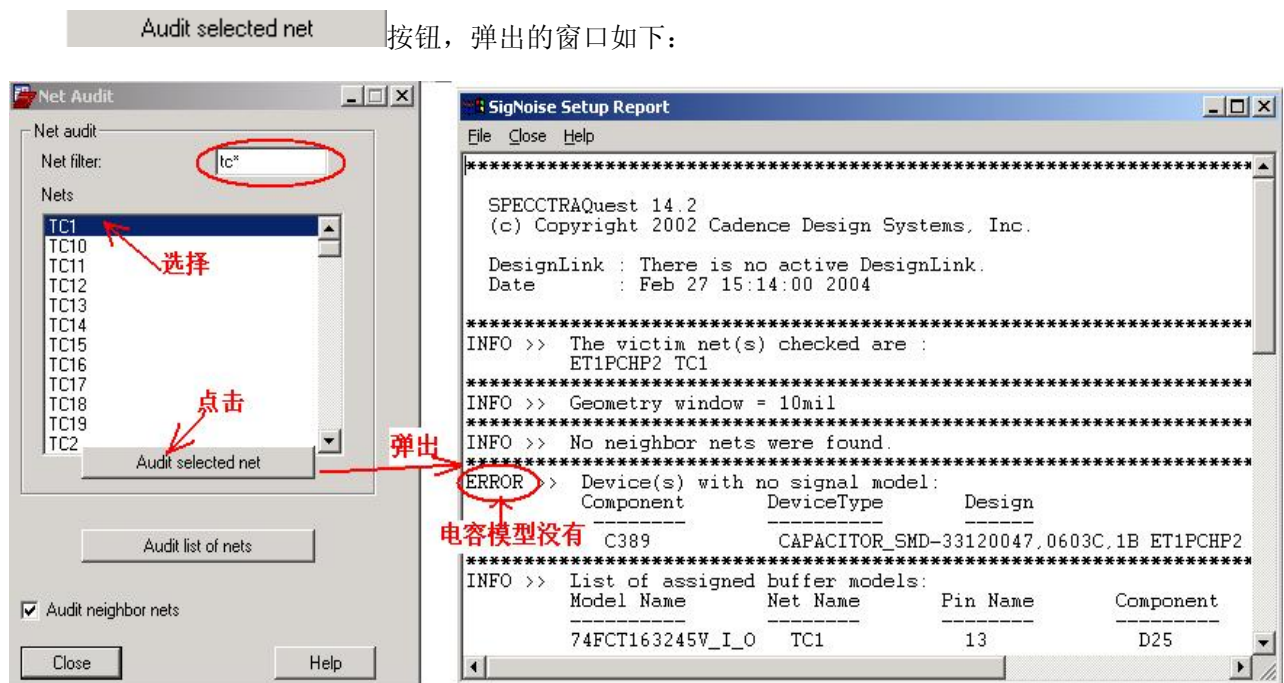 Audit selected net 按钮，弹出的窗口如下：
Net Audit
Net audit
Net filter: tc*
Nets
TC1
TC10
TC11
TC12
TC13
TC14
TC15
TC16
TC17
TC18
TC19
TC2
选择
点击
Audit selected net
弹出
Audit list of nets
Audit neighbor nets
Close Help
SigNoise Setup Report
File Close Help
********************************************************************
SPECCTRAQuest 14.2
(c) Copyright 2002 Cadence Design Systems, Inc.
DesignLink : There is no active DesignLink.
Date : Feb 27 15:14:00 2004
********************************************************************
INFO >> The victim net(s) checked are :
ET1PCHP2 TC1
********************************************************************
INFO >> Geometry window = 10mil
********************************************************************
INFO >> No neighbor nets were found.
********************************************************************
ERROR >> Device(s) with no signal model:
Component DeviceType Design
--------- ---------- ------
电容模型没有
C389 CAPACITOR_SMD-33120047,0603C,1B ET1PCHP2
********************************************************************
INFO >> List of assigned buffer models:
Model Name Net Name Pin Name Component
---------- -------- -------- ---------
74FCT163245V_I_O TC1 13 D25